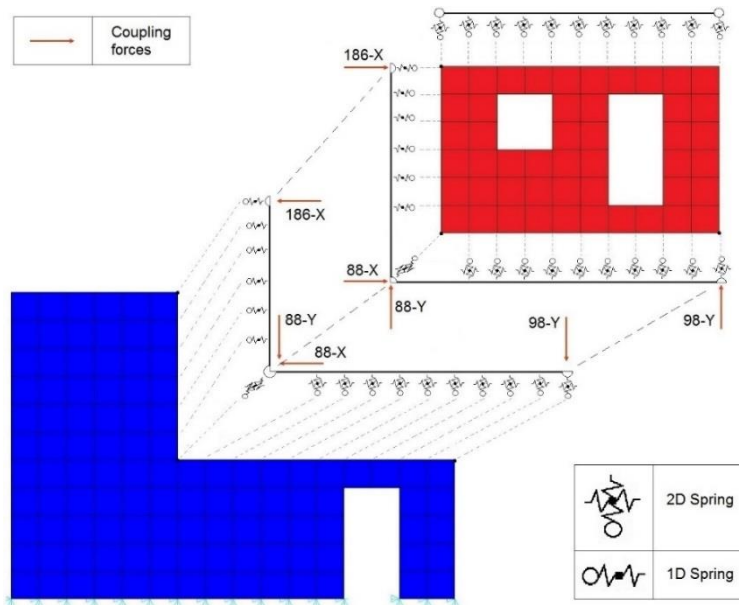 Coupling
forces
186-X
186-X
88-X
88-Y
98-Y
88-Y
98-Y
88-X
2D Spring
1D Spring